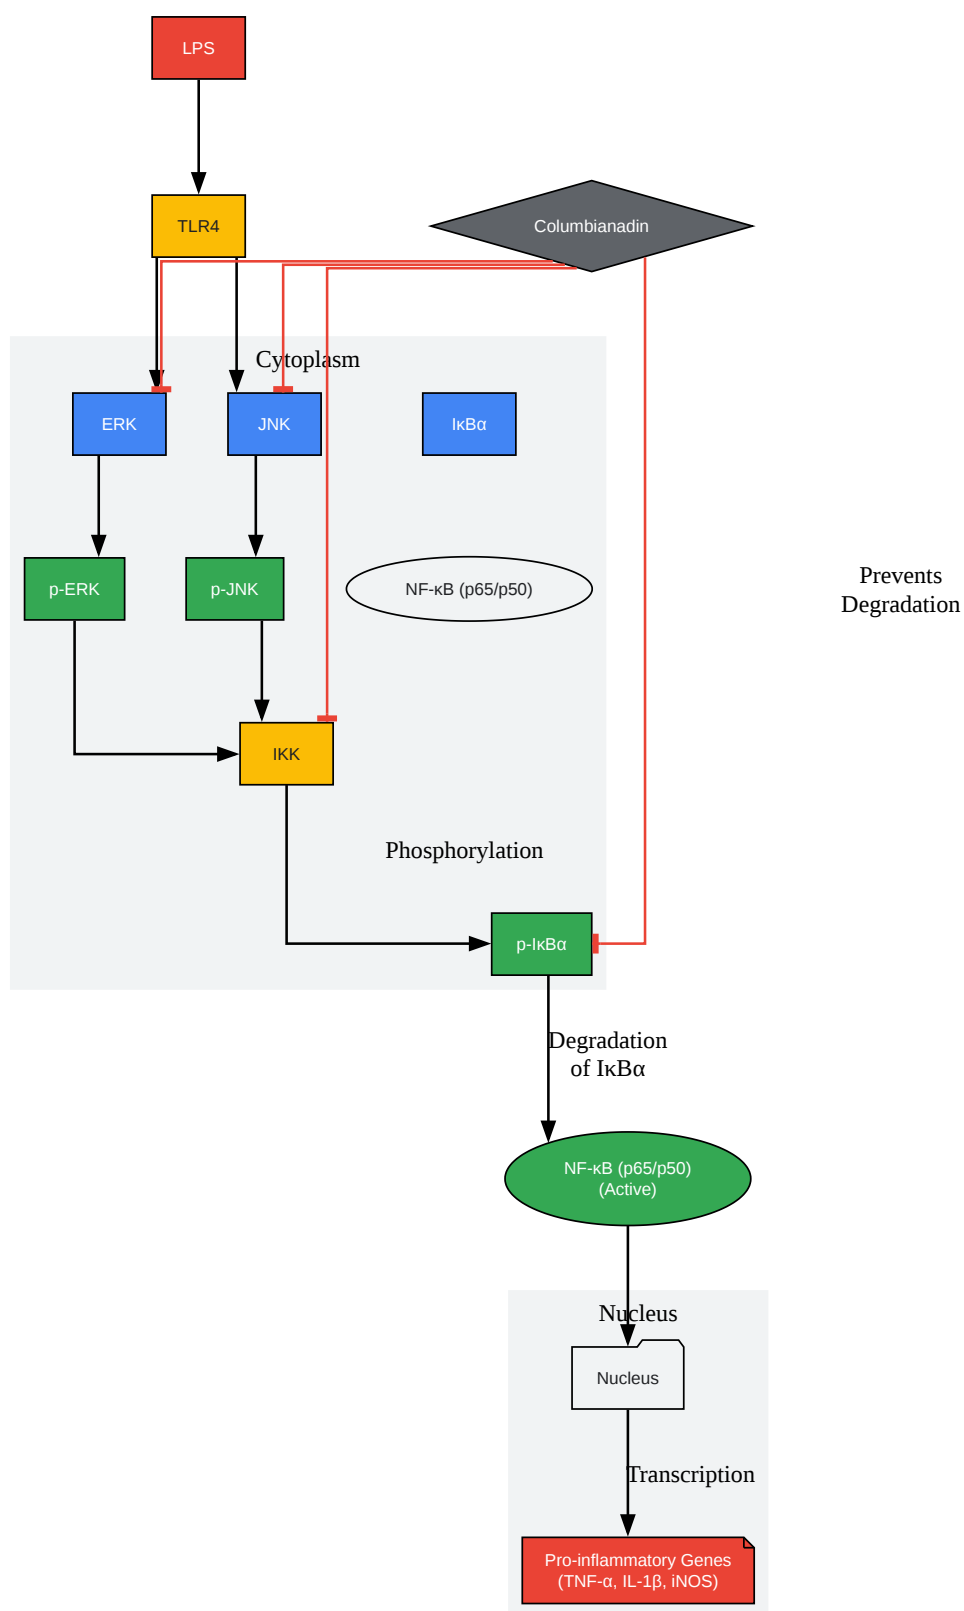 LPS
TLR4
Columbianadin
Cytoplasm
ERK
JNK
IκBα
p-ERK
p-JNK
NF-κB (p65/p50)
Prevents
Degradation
IKK
Phosphorylation
p-IκBα
Degradation
of IκBα
NF-κB (p65/p50)
(Active)
Nucleus
Nucleus
Transcription
Pro-inflammatory Genes
(TNF-α, IL-1β, iNOS)